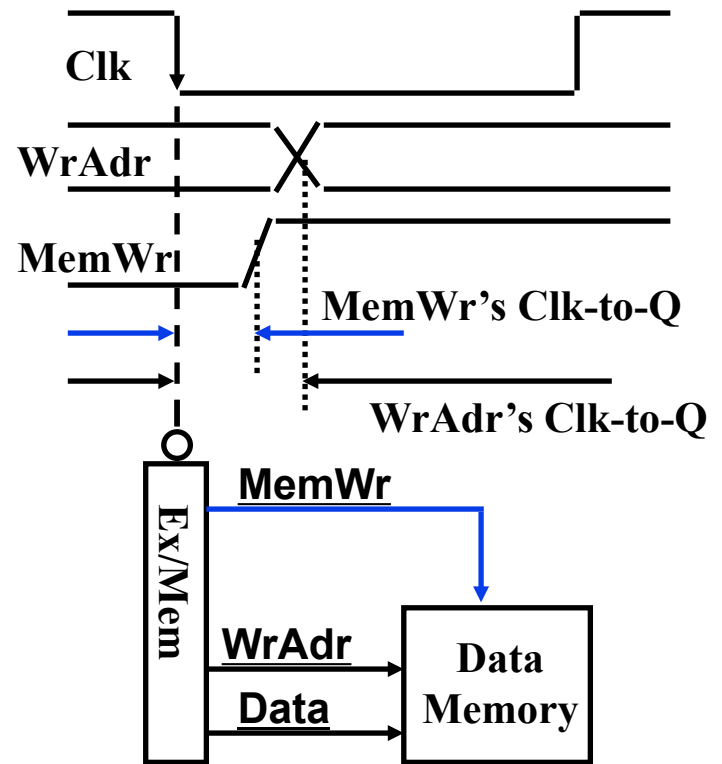 Clk
WrAdr
MemWr
MemWr’s Clk-to-Q
WrAdr’s Clk-to-Q
MemWr
Ex/Mem
WrAdr
Data
Data
Memory